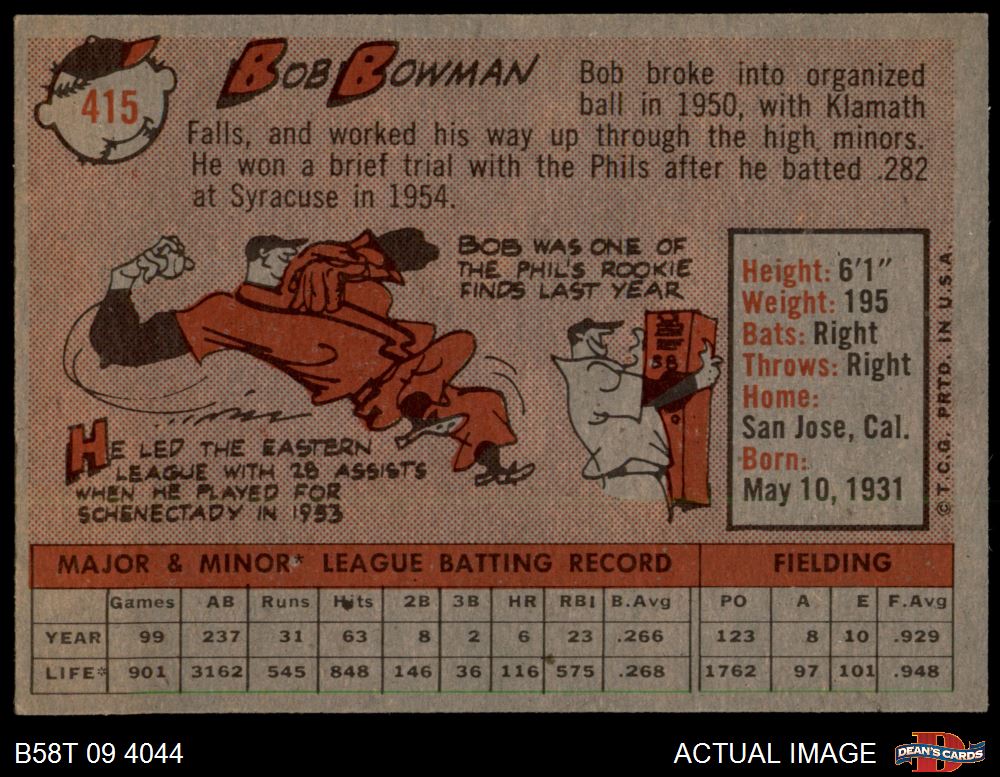 415
BOB BOWMAN
Bob broke into organized
ball in 1950, with Klamath
Falls, and worked his way up through the high minors.
He won a brief trial with the Phils after he batted .282
at Syracuse in 1954.
BOB WAS ONE OF
THE PHIL'S ROOKIE
FINDS LAST YEAR
HE LED THE EASTERN
LEAGUE WITH 28 ASSISTS
WHEN HE PLAYED FOR
SCHENECTADY IN 1953
Height: 6'1"
Weight: 195
Bats: Right
Throws: Right
Home:
San Jose, Cal.
Born:
May 10, 1931
© T.C.G. PRTD. IN U.S.A.
MAJOR & MINOR* LEAGUE BATTING RECORD FIELDING
Games AB Runs Hits 2B 3B HR RBI B.Avg PO A E F.Avg
YEAR 99 237 31 63 8 2 6 23 .266 123 8 10 .929
LIFE* 901 3162 545 848 146 36 116 575 .268 1762 97 101 .948
B58T 09 4044 ACTUAL IMAGE
DEAN'S CARDS